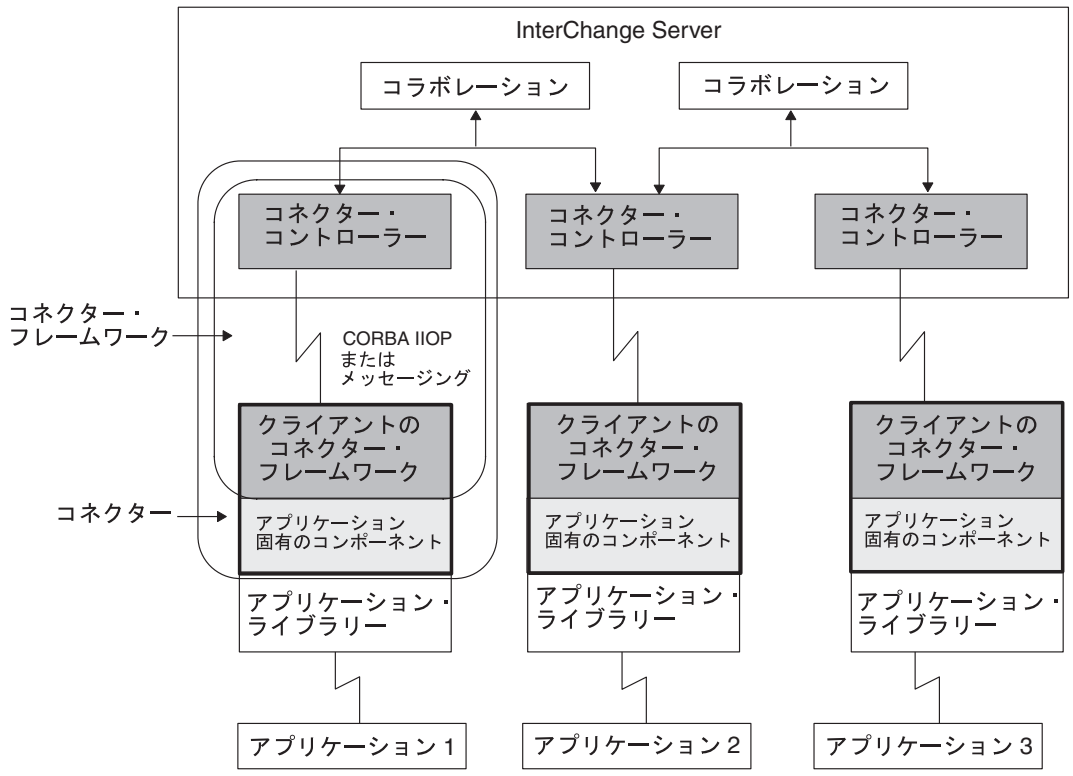 InterChange Server
コラボレーション
コラボレーション
コネクター・
コントローラー
コネクター・
コントローラー
コネクター・
コントローラー
コネクター・
フレームワーク
CORBA IIOP
または
メッセージング
クライアントの
コネクター・
フレームワーク
クライアントの
コネクター・
フレームワーク
クライアントの
コネクター・
フレームワーク
コネクター
アプリケーション
固有のコンポーネント
アプリケーション
固有のコンポーネント
アプリケーション
固有のコンポーネント
アプリケーション・
ライブラリー
アプリケーション・
ライブラリー
アプリケーション・
ライブラリー
アプリケーション 1
アプリケーション 2
アプリケーション 3